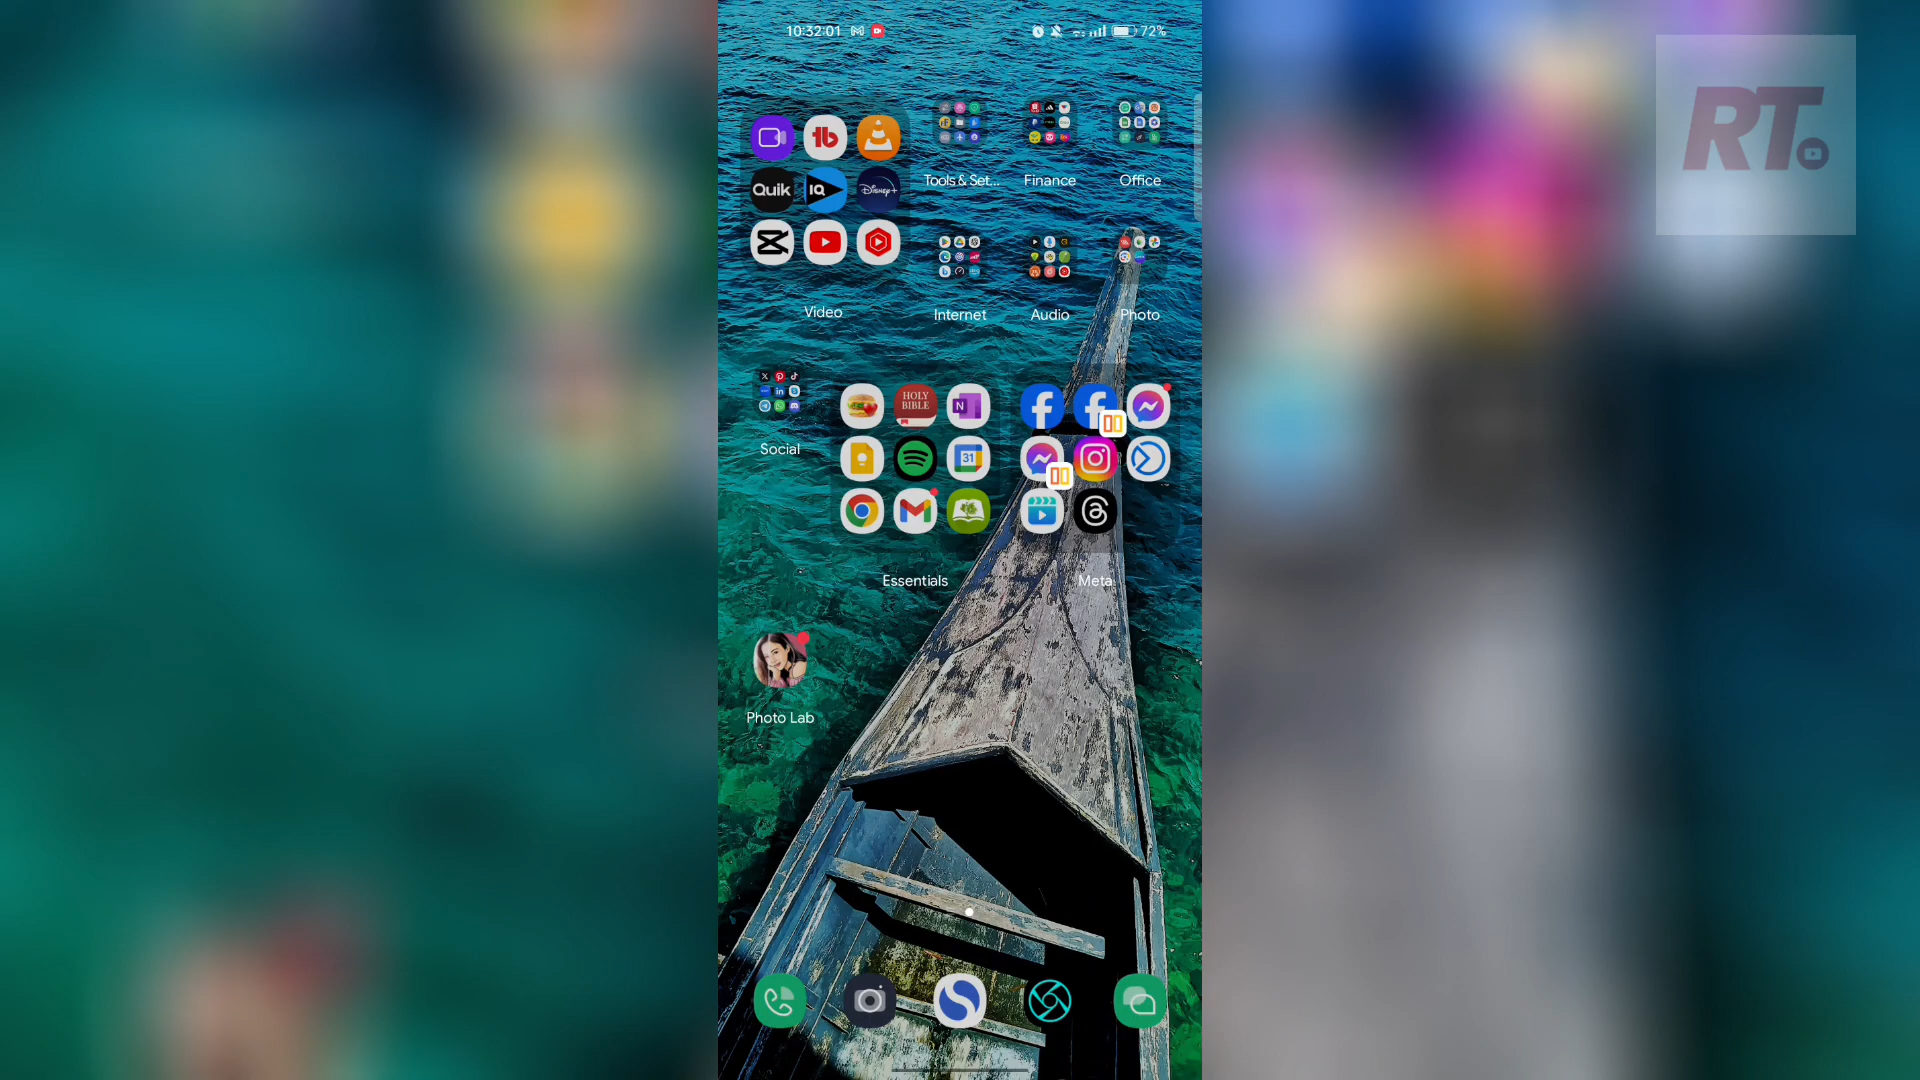 10:32:01
72%
RT
Quik
IQ
Disney+
Tools & Set...
Finance
Office
Video
Internet
Audio
Photo
Social
HOLY
BIBLE
N
31
Essentials
Meta
Photo Lab